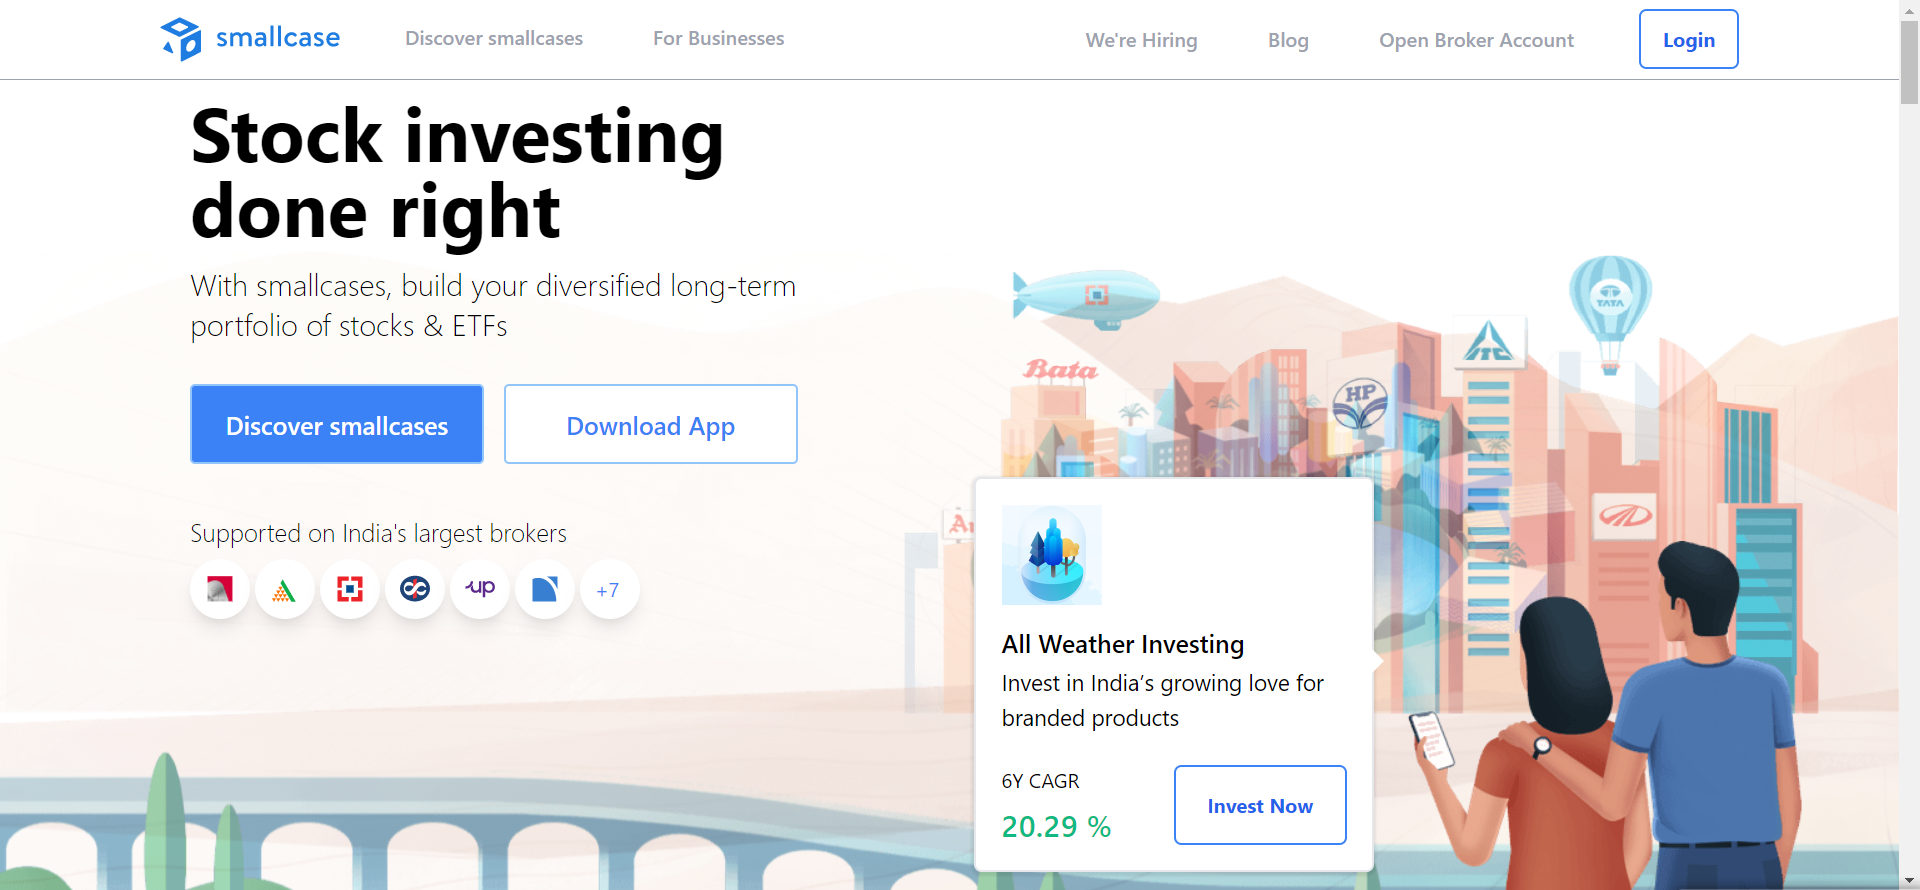 smallcase
Discover smallcases
For Businesses
We're Hiring
Blog
Open Broker Account
Login
Stock investing
done right
With smallcases, build your diversified long-term
portfolio of stocks & ETFs
Discover smallcases
Download App
Supported on India's largest brokers
up
+7
TATA
ITC
Bata
HP
All Weather Investing
Invest in India’s growing love for
branded products
6Y CAGR
20.29 %
Invest Now